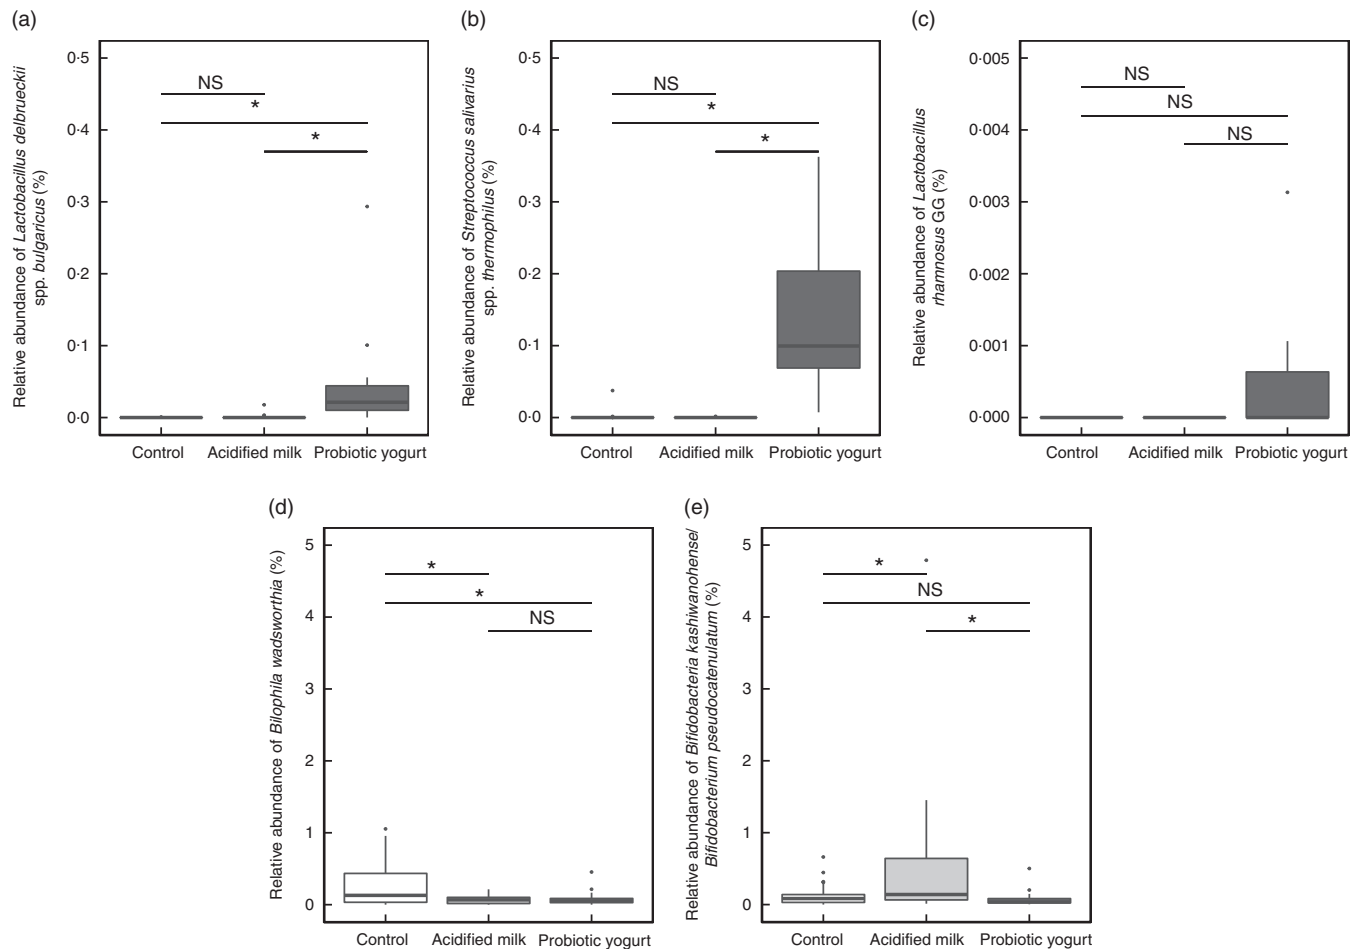 (a)
Relative abundance of Lactobacillus delbrueckii
spp. bulgaricus (%)
0·5
0·4
0·3
0·2
0·1
0·0
NS
*
*
Control
Acidified milk
Probiotic yogurt
(b)
Relative abundance of Streptococcus salivarius
spp. thermophilus (%)
0·5
0·4
0·3
0·2
0·1
0·0
NS
*
*
Control
Acidified milk
Probiotic yogurt
(c)
Relative abundance of Lactobacillus
rhamnosus GG (%)
0·005
0·004
0·003
0·002
0·001
0·000
NS
NS
NS
Control
Acidified milk
Probiotic yogurt
(d)
Relative abundance of Bilophila wadsworthia (%)
5
4
3
2
1
0
*
*
NS
Control
Acidified milk
Probiotic yogurt
(e)
Relative abundance of Bifidobacteria kashiwanohense/
Bifidobacterium pseudocatenulatum (%)
5
4
3
2
1
0
*
NS
*
Control
Acidified milk
Probiotic yogurt